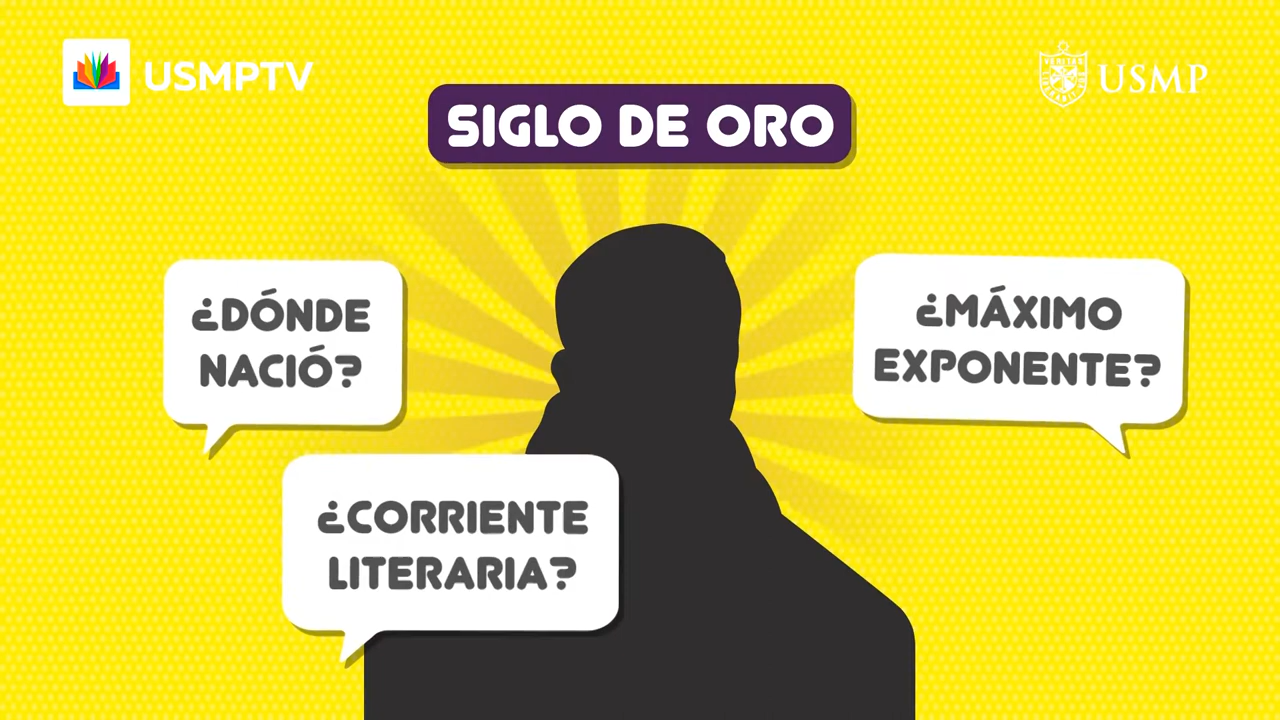 USMPTV
USMP
SIGLO DE ORO
¿DÓNDE
NACIÓ?
¿MÁXIMO
EXPONENTE?
¿CORRIENTE
LITERARIA?